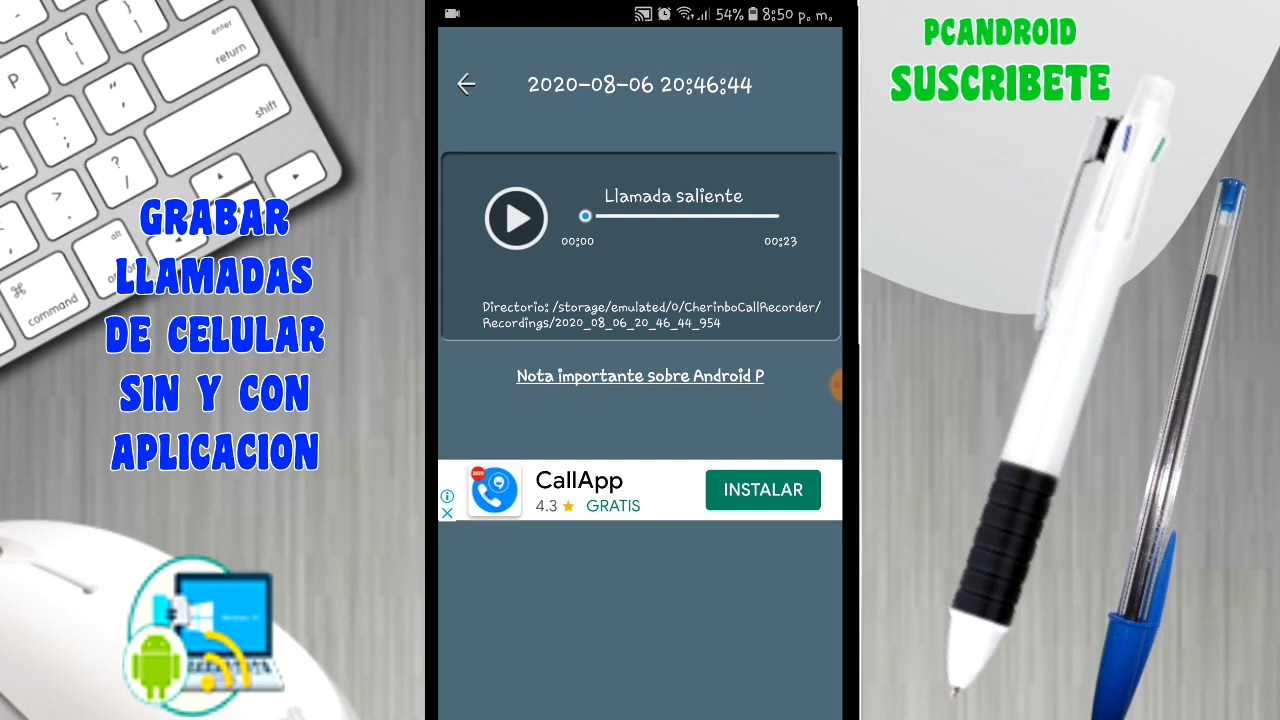 enter
return
shift
P
{
[
}
]
"
'
:
;
?
/
>
.
<
,
L
alt
command
⌘
GRABAR
LLAMADAS
DE CELULAR
SIN Y CON
APLICACION
54% 8:50 p. m.
2020-08-06 20:46:44
Llamada saliente
00:00 00:23
Directorio: /storage/emulated/0/CherinboCallRecorder/
Recordings/2020_08_06_20_46_44_954
Nota importante sobre Android P
2020
CallApp
4.3 ★ GRATIS
INSTALAR
PCANDROID
SUSCRIBETE